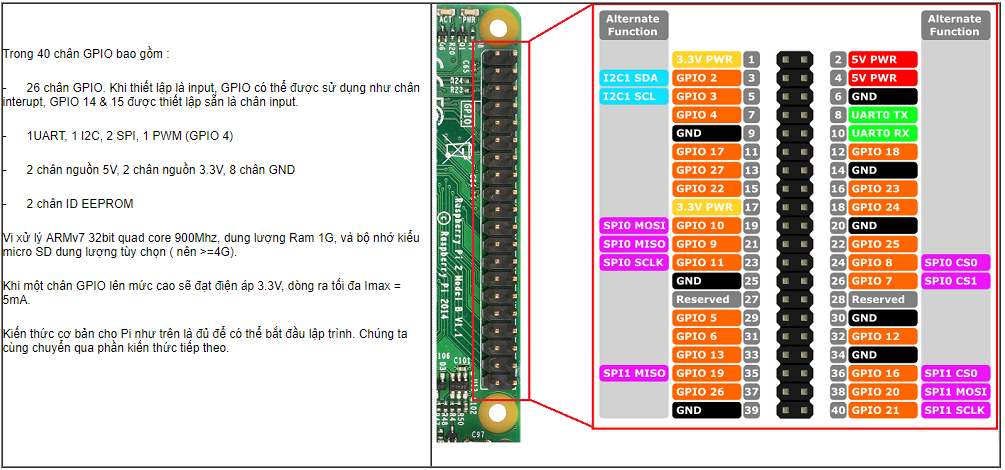 Trong 40 chân GPIO bao gồm :
- 26 chân GPIO. Khi thiết lập là input, GPIO có thể được sử dụng như chân
interupt, GPIO 14 & 15 được thiết lập sẵn là chân input.
- 1UART, 1 I2C, 2 SPI, 1 PWM (GPIO 4)
- 2 chân nguồn 5V, 2 chân nguồn 3.3V, 8 chân GND
- 2 chân ID EEPROM
Vi xử lý ARMv7 32bit quad core 900Mhz, dung lượng Ram 1G, và bộ nhớ kiểu
micro SD dung lượng tùy chọn ( nên >=4G).
Khi một chân GPIO lên mức cao sẽ đạt điện áp 3.3V, dòng ra tối đa Imax =
5mA.
Kiến thức cơ bản cho Pi như trên là đủ để có thể bắt đầu lập trình. Chúng ta
cùng chuyển qua phần kiến thức tiếp theo.
ACT PWR
C65
R24
R23
GPIO
Raspberry Pi 2 Model B V1.1
(c) Raspberry Pi 2014
C101
C97
Alternate
Function
Alternate
Function
3.3V PWR 1 2 5V PWR
I2C1 SDA GPIO 2 3 4 5V PWR
I2C1 SCL GPIO 3 5 6 GND
GPIO 4 7 8 UART0 TX
GND 9 10 UART0 RX
GPIO 17 11 12 GPIO 18
GPIO 27 13 14 GND
GPIO 22 15 16 GPIO 23
3.3V PWR 17 18 GPIO 24
SPI0 MOSI GPIO 10 19 20 GND
SPI0 MISO GPIO 9 21 22 GPIO 25
SPI0 SCLK GPIO 11 23 24 GPIO 8 SPI0 CS0
GND 25 26 GPIO 7 SPI0 CS1
Reserved 27 28 Reserved
GPIO 5 29 30 GND
GPIO 6 31 32 GPIO 12
GPIO 13 33 34 GND
SPI1 MISO GPIO 19 35 36 GPIO 16 SPI1 CS0
GPIO 26 37 38 GPIO 20 SPI1 MOSI
GND 39 40 GPIO 21 SPI1 SCLK